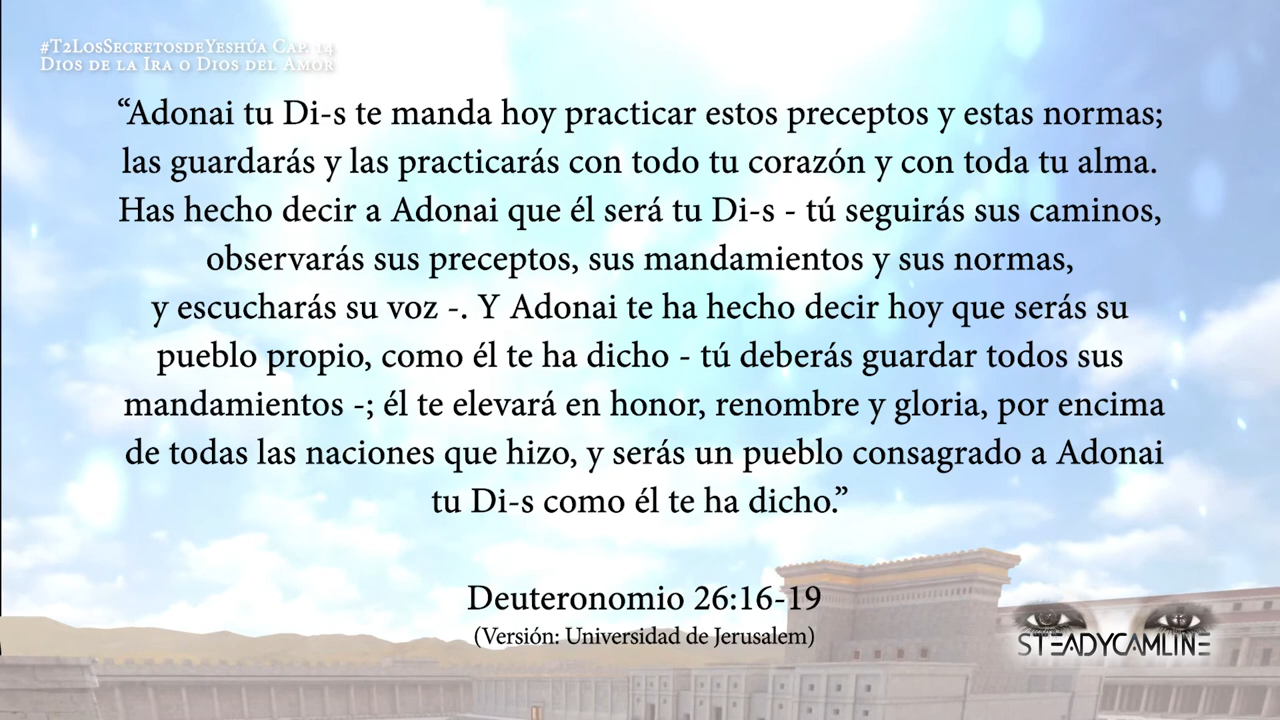 #T2LosSecretosdeYeshúa Cap. 14
Dios de la Ira o Dios del Amor
“Adonai tu Di-s te manda hoy practicar estos preceptos y estas normas;
las guardarás y las practicarás con todo tu corazón y con toda tu alma.
Has hecho decir a Adonai que él será tu Di-s - tú seguirás sus caminos,
observarás sus preceptos, sus mandamientos y sus normas,
y escucharás su voz -. Y Adonai te ha hecho decir hoy que serás su
pueblo propio, como él te ha dicho - tú deberás guardar todos sus
mandamientos -; él te elevará en honor, renombre y gloria, por encima
de todas las naciones que hizo, y serás un pueblo consagrado a Adonai
tu Di-s como él te ha dicho.”
Deuteronomio 26:16-19
(Versión: Universidad de Jerusalem)
STEADYCAMLINE